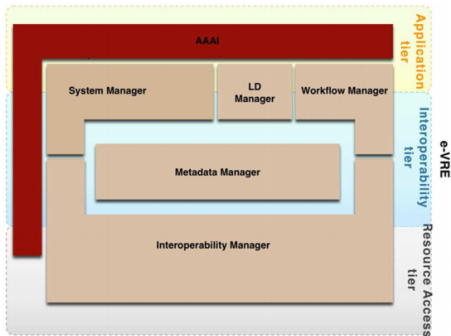 AAAI
System Manager
LD
Manager
Workflow Manager
Metadata Manager
Interoperability Manager
Application
tier
Interoperability
tier
Resource Access
tier
e-VRE